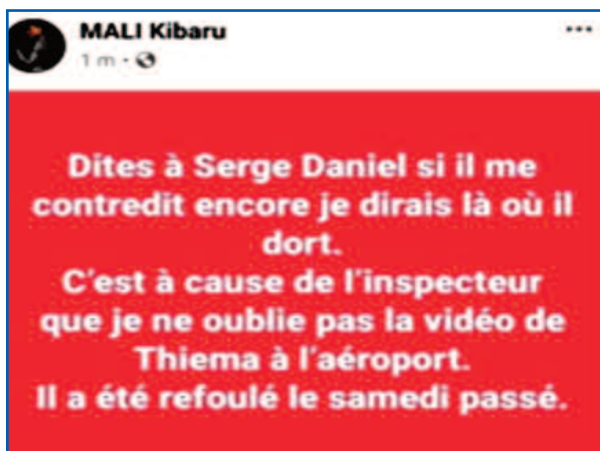 MALI Kibaru
1 m ·
Dites à Serge Daniel si il me
contredit encore je dirais là où il
dort.
C'est à cause de l'inspecteur
que je ne oublie pas la vidéo de
Thiema à l'aéroport.
Il a été refoulé le samedi passé.